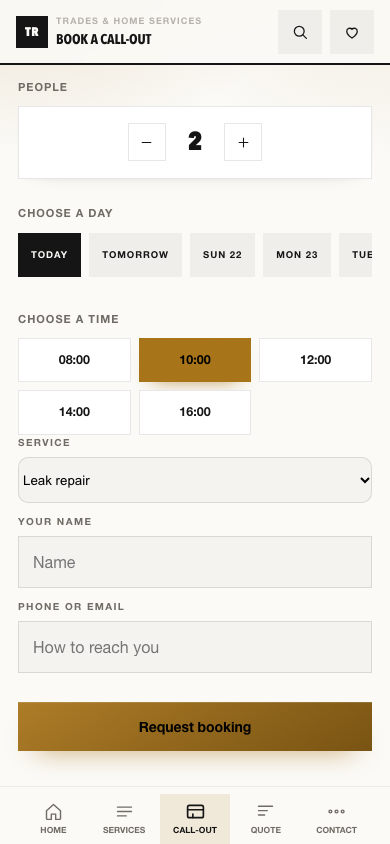 TR
TRADES & HOME SERVICES
BOOK A CALL-OUT
PEOPLE
− 2 +
CHOOSE A DAY
TODAY TOMORROW SUN 22 MON 23 TUE
CHOOSE A TIME
08:00 10:00 12:00
14:00 16:00
SERVICE
Leak repair
YOUR NAME
Name
PHONE OR EMAIL
How to reach you
Request booking
HOME SERVICES CALL-OUT QUOTE CONTACT